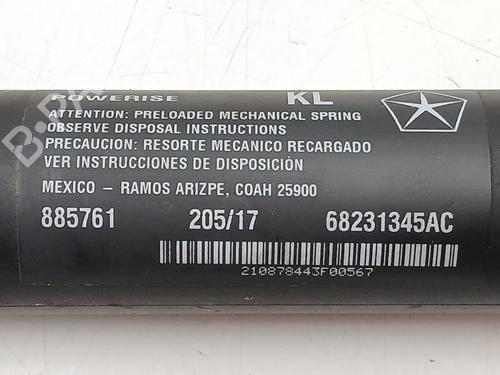 POWERISE KL
ATTENTION: PRELOADED MECHANICAL SPRING
OBSERVE DISPOSAL INSTRUCTIONS
PRECAUCION: RESORTE MECANICO RECARGADO
VER INSTRUCCIONES DE DISPOSICIÓN
MEXICO – RAMOS ARIZPE, COAH 25900
885761 205/17 68231345AC
210878443F00567